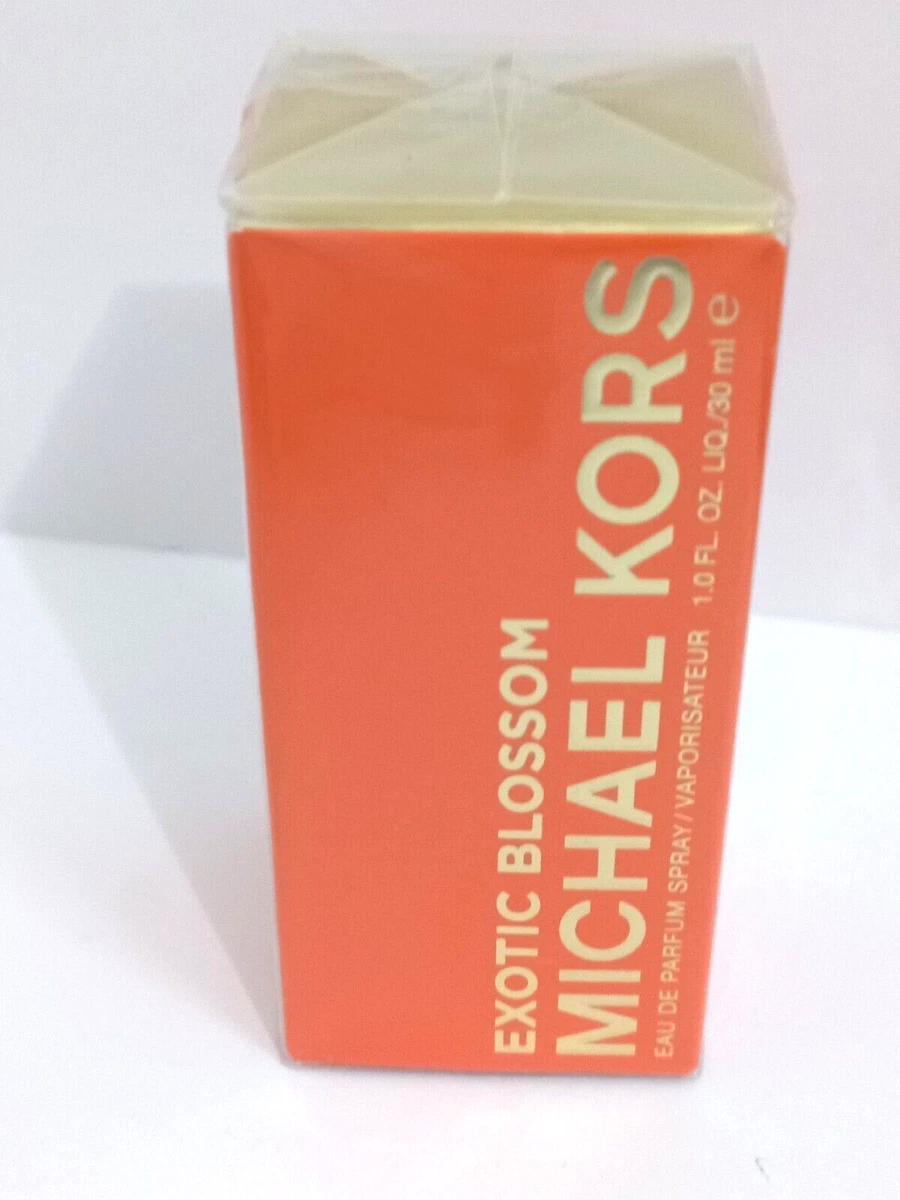 EXOTIC BLOSSOM
MICHAEL KORS
EAU DE PARFUM SPRAY/VAPORISATEUR 1.0 FL. OZ. LIQ./30 ml ℮